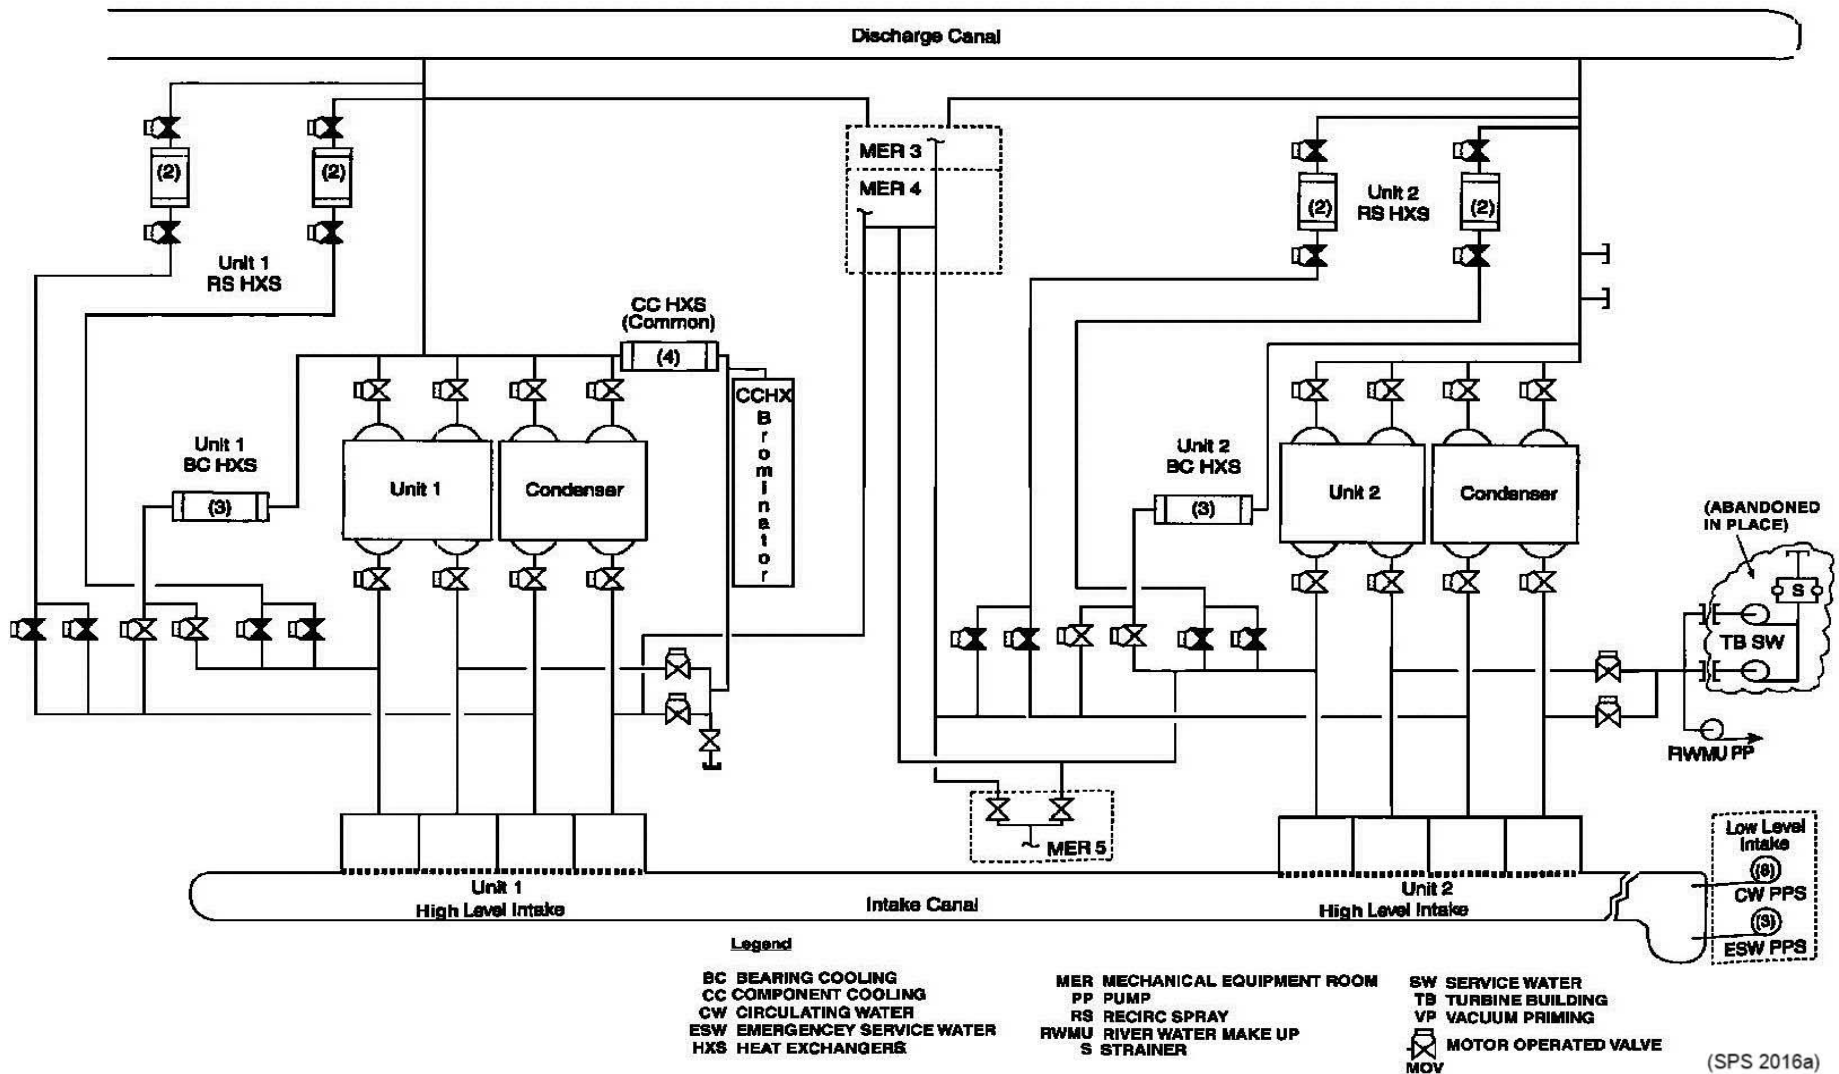 Discharge Canal
MER 3
MER 4
(2)
(2)
Unit 1
RS HXS
(2)
(2)
Unit 2
RS HXS
CC HXS
(Common)
(4)
CCHX
Brominator
Unit 1
BC HXS
(3)
Unit 1
Condenser
Unit 2
BC HXS
(3)
Unit 2
Condenser
(ABANDONED
IN PLACE)
S
TB SW
RWMU PP
MER 5
Low Level
Intake
(8)
CW PPS
(3)
ESW PPS
Unit 1
High Level Intake
Intake Canal
Unit 2
High Level Intake
Legend
BC BEARING COOLING
CC COMPONENT COOLING
CW CIRCULATING WATER
ESW EMERGENCEY SERVICE WATER
HXS HEAT EXCHANGERS
MER MECHANICAL EQUIPMENT ROOM
PP PUMP
RS RECIRC SPRAY
RWMU RIVER WATER MAKE UP
S STRAINER
SW SERVICE WATER
TB TURBINE BUILDING
VP VACUUM PRIMING
MOTOR OPERATED VALVE
MOV
(SPS 2016a)